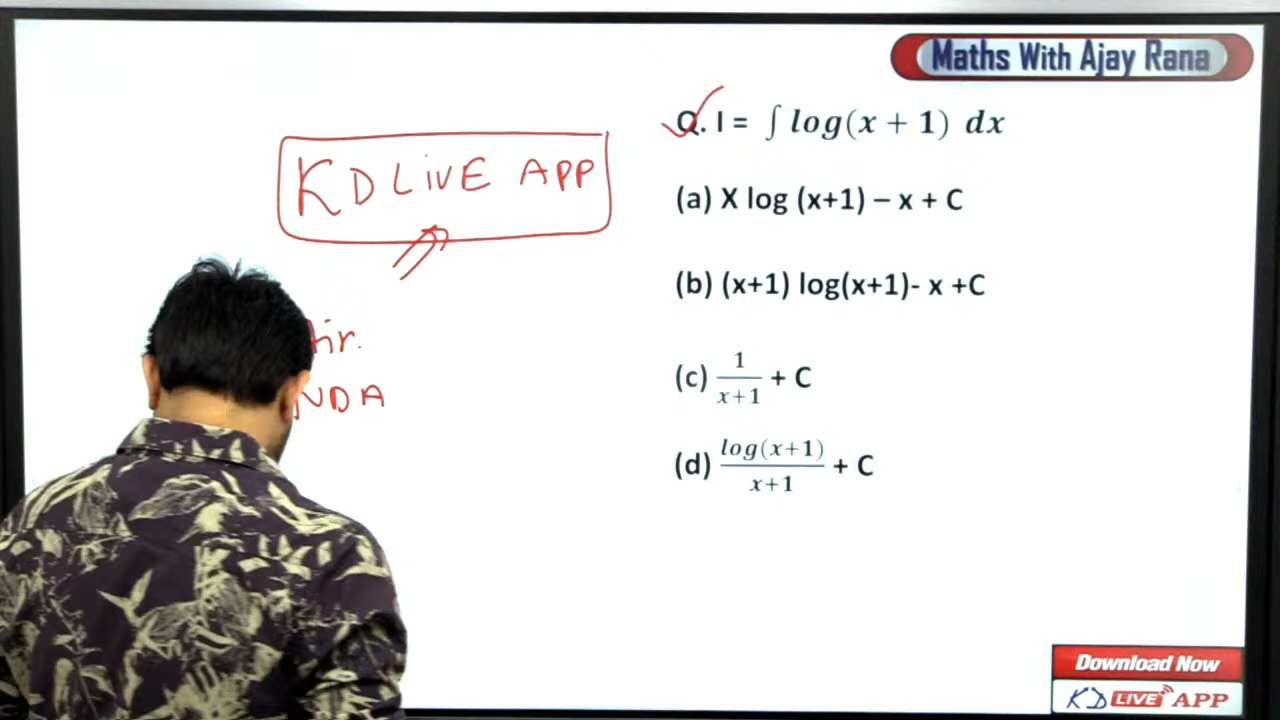 Maths With Ajay Rana
Q. I = ∫ log(x + 1) dx
KD LiVE APP
(a) X log (x+1) – x + C
(b) (x+1) log(x+1)- x +C
NDA
(c) 1/(x+1) + C
(d) log(x+1)/(x+1) + C
Download Now
KD LIVE APP